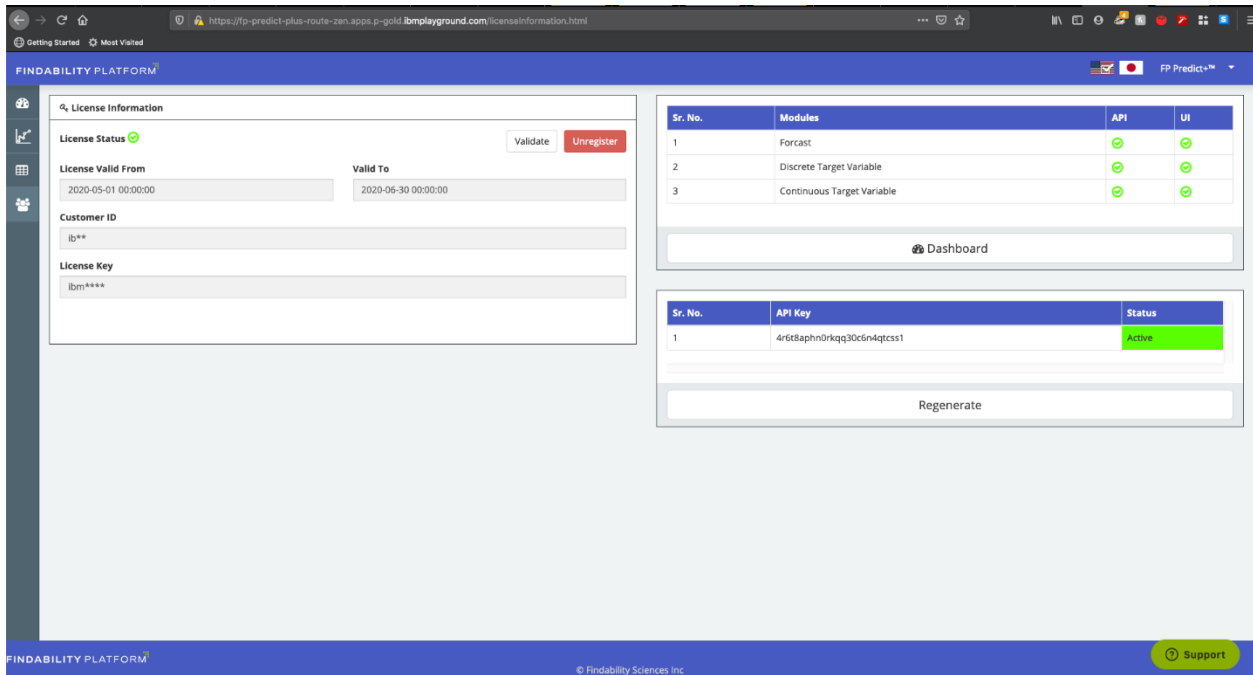 https://fp-predict-plus-route-zen.apps.p-gold.ibmplayground.com/licenseInformation.html
Getting Started Most Visited
FINDABILITY PLATFORM
FP Predict+™
License Information
License Status
Validate Unregister
License Valid From Valid To
2020-05-01 00:00:00 2020-06-30 00:00:00
Customer ID
ib**
License Key
ibm****
Sr. No. Modules API UI
1 Forcast
2 Discrete Target Variable
3 Continuous Target Variable
Dashboard
Sr. No. API Key Status
1 4r6t8aphn0rkqq30c6n4qtcss1 Active
Regenerate
FINDABILITY PLATFORM
© Findability Sciences Inc
Support